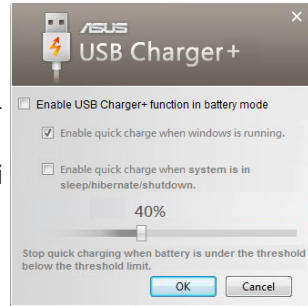 ASUS
USB Charger+
Enable USB Charger+ function in battery mode
Enable quick charge when windows is running.
Enable quick charge when system is in
sleep/hibernate/shutdown.
40%
Stop quick charging when battery is under the threshold
below the threshold limit.
OK
Cancel